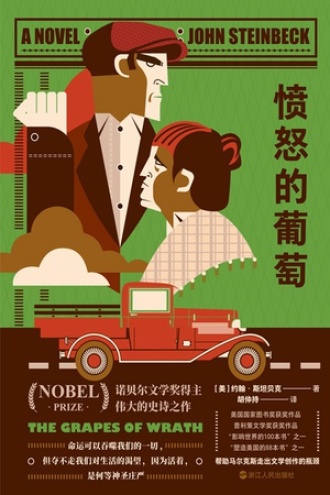 A NOVEL JOHN STEINBECK
愤怒的葡萄
[美] 约翰·斯坦贝克 著
胡仲持 译
NOBEL
PRIZE
诺贝尔文学奖得主
伟大的史诗之作
THE GRAPES OF WRATH
命运可以吞噬我们的一切,
但夺不走我们对生活的渴望,因为活着,
是何等神圣庄严
美国国家图书奖获奖作品
普利策文学奖获奖作品
“影响世界的100本书”之一
“塑造美国的88本书”之一
帮助马尔克斯走出文学创作的瓶颈
浙江人民出版社